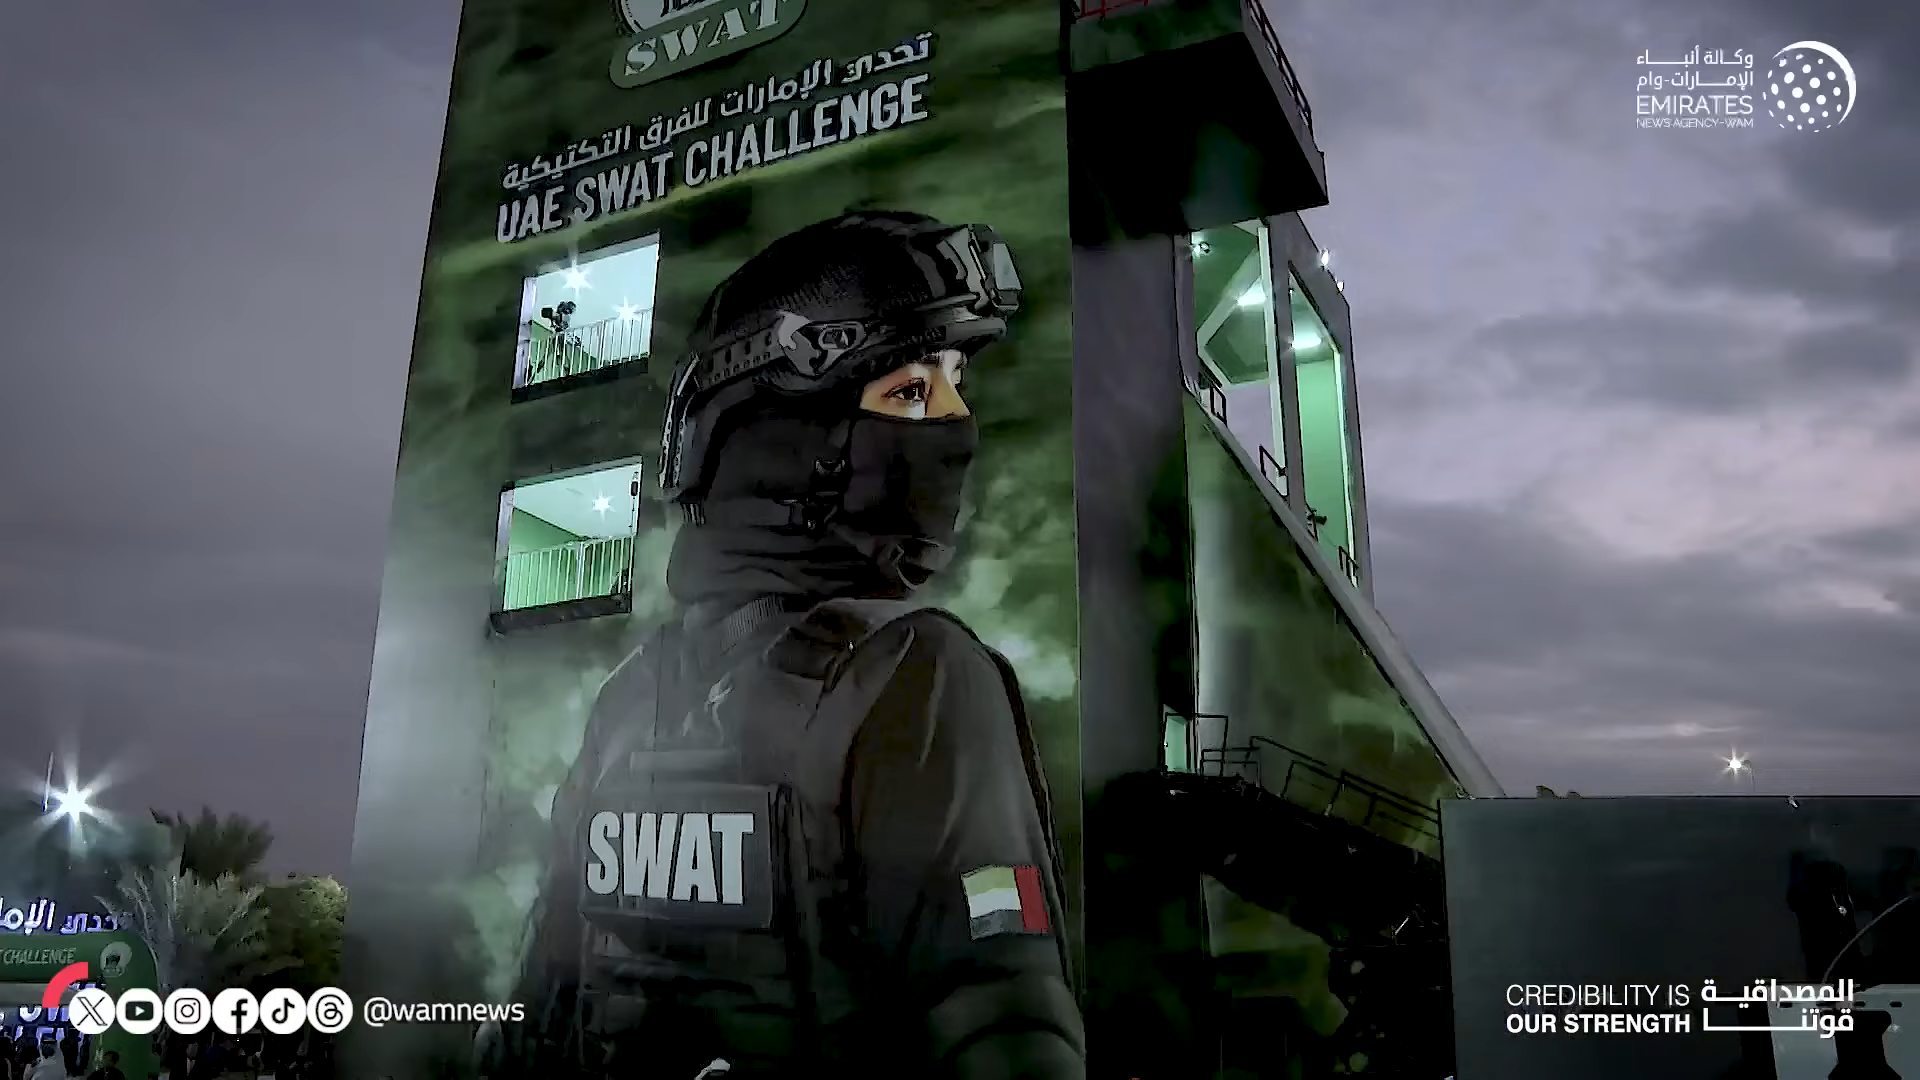 SWAT
تحدي الإمارات للفرق التكتيكية
UAE SWAT CHALLENGE
وكالة أنباء
الإمارات-وام
EMIRATES
NEWS AGENCY-WAM
SWAT
CHALLENGE
@wamnews
CREDIBILITY IS
OUR STRENGTH
المصداقية
قوتنا